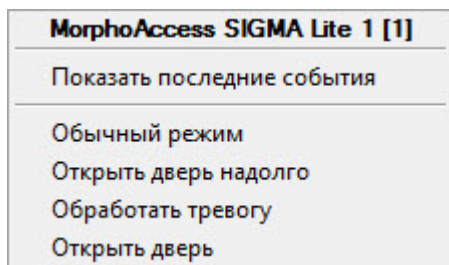 MorphoAccess SIGMA Lite 1 [1]
Показать последние события
Обычный режим
Открыть дверь надолго
Обработать тревогу
Открыть дверь